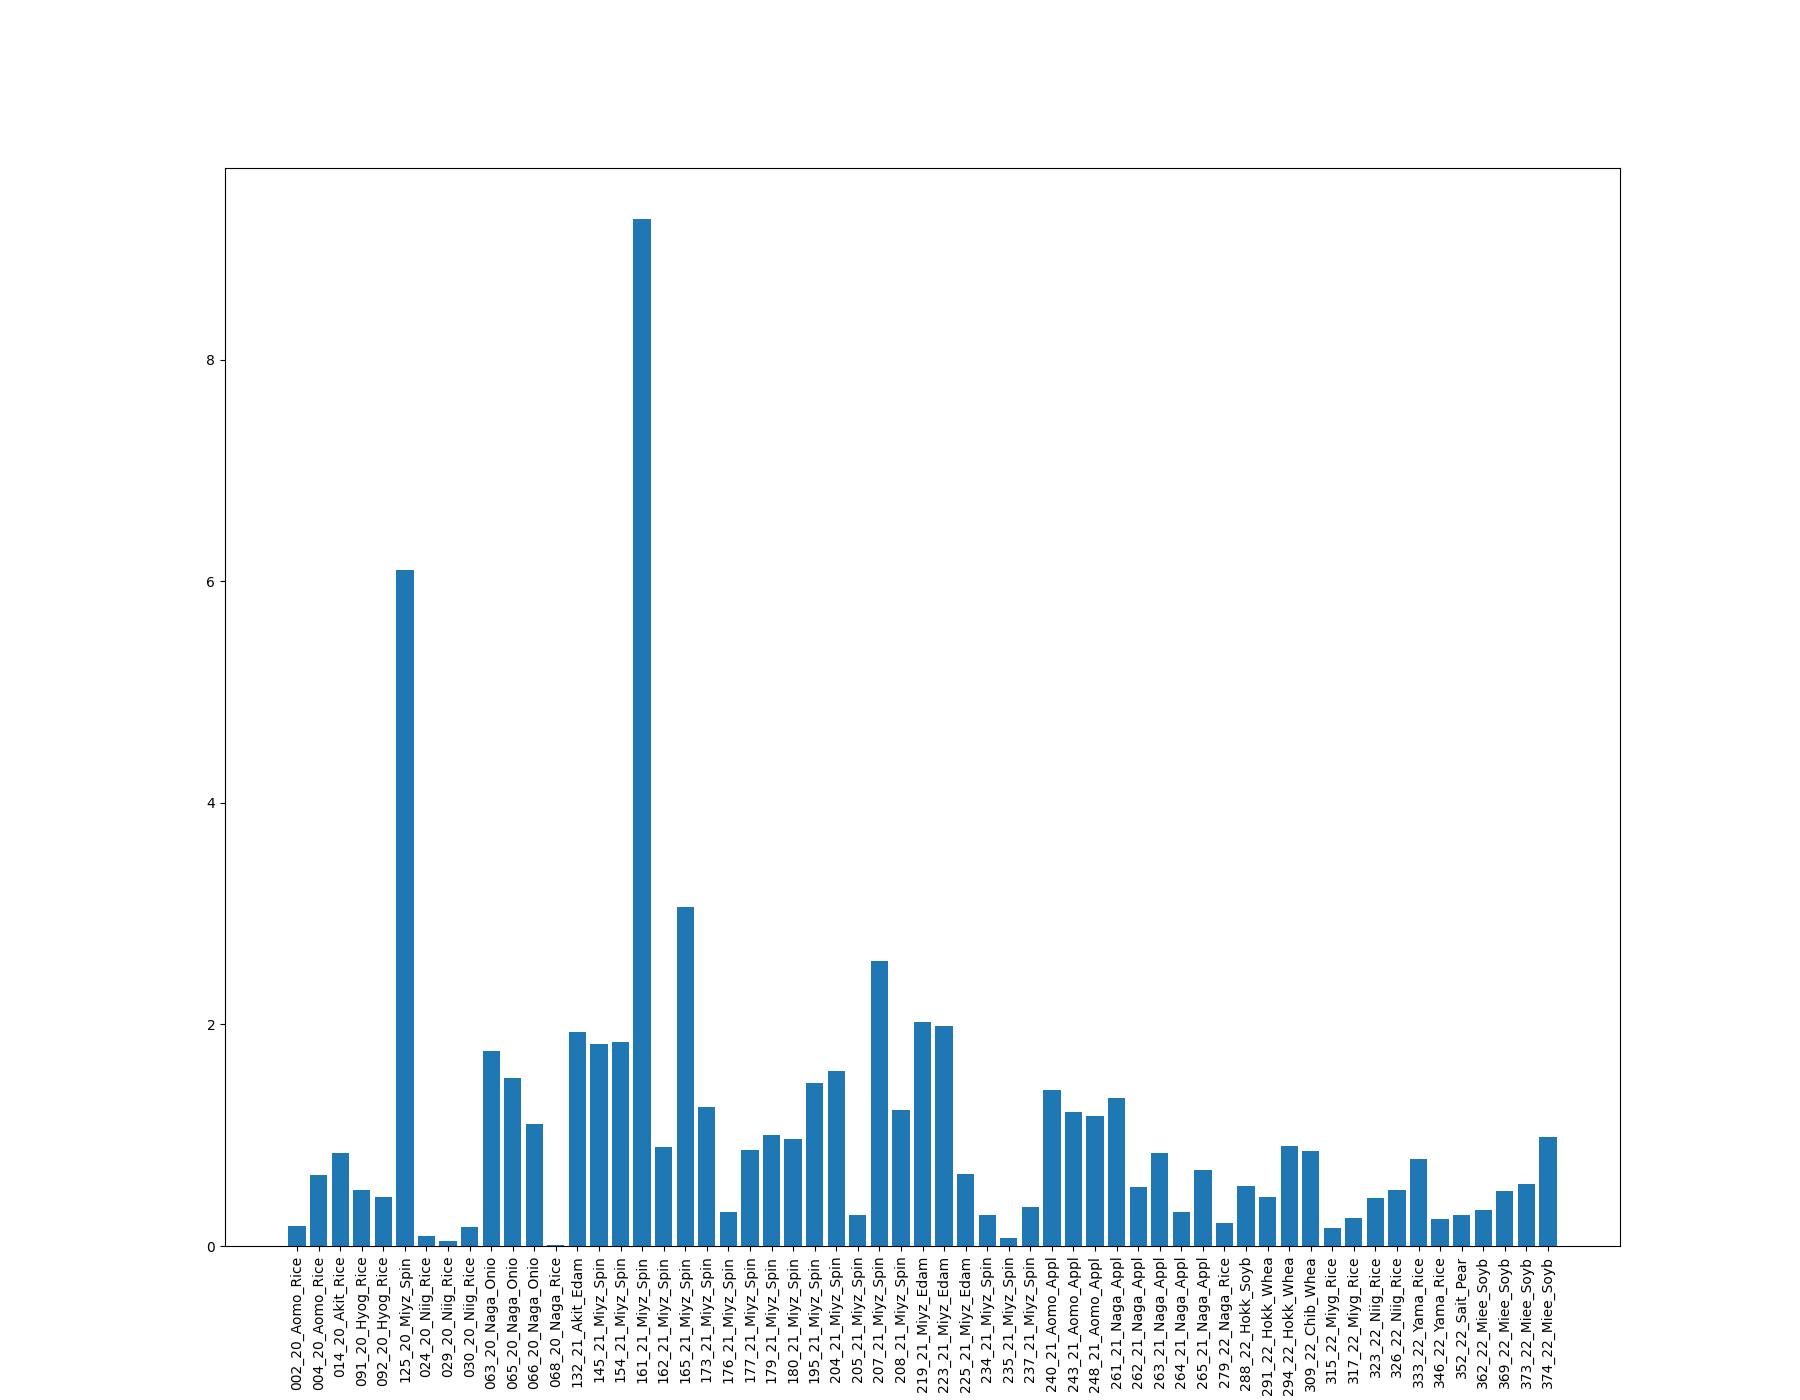 8
6
4
2
0
002_20_Aomo_Rice
004_20_Aomo_Rice
014_20_Akit_Rice
091_20_Hyog_Rice
092_20_Hyog_Rice
125_20_Miyz_Spin
024_20_Niig_Rice
029_20_Niig_Rice
030_20_Niig_Rice
063_20_Naga_Onio
065_20_Naga_Onio
066_20_Naga_Onio
068_20_Naga_Rice
132_21_Akit_Edam
145_21_Miyz_Spin
154_21_Miyz_Spin
161_21_Miyz_Spin
162_21_Miyz_Spin
165_21_Miyz_Spin
173_21_Miyz_Spin
176_21_Miyz_Spin
177_21_Miyz_Spin
179_21_Miyz_Spin
180_21_Miyz_Spin
195_21_Miyz_Spin
204_21_Miyz_Spin
205_21_Miyz_Spin
207_21_Miyz_Spin
208_21_Miyz_Spin
219_21_Miyz_Edam
223_21_Miyz_Edam
225_21_Miyz_Edam
234_21_Miyz_Spin
235_21_Miyz_Spin
237_21_Miyz_Spin
240_21_Aomo_Appl
243_21_Aomo_Appl
248_21_Aomo_Appl
261_21_Naga_Appl
262_21_Naga_Appl
263_21_Naga_Appl
264_21_Naga_Appl
265_21_Naga_Appl
279_22_Naga_Rice
288_22_Hokk_Soyb
291_22_Hokk_Whea
294_22_Hokk_Whea
309_22_Chib_Whea
315_22_Miyg_Rice
317_22_Miyg_Rice
323_22_Niig_Rice
326_22_Niig_Rice
333_22_Yama_Rice
346_22_Yama_Rice
352_22_Sait_Pear
362_22_Miee_Soyb
369_22_Miee_Soyb
373_22_Miee_Soyb
374_22_Miee_Soyb